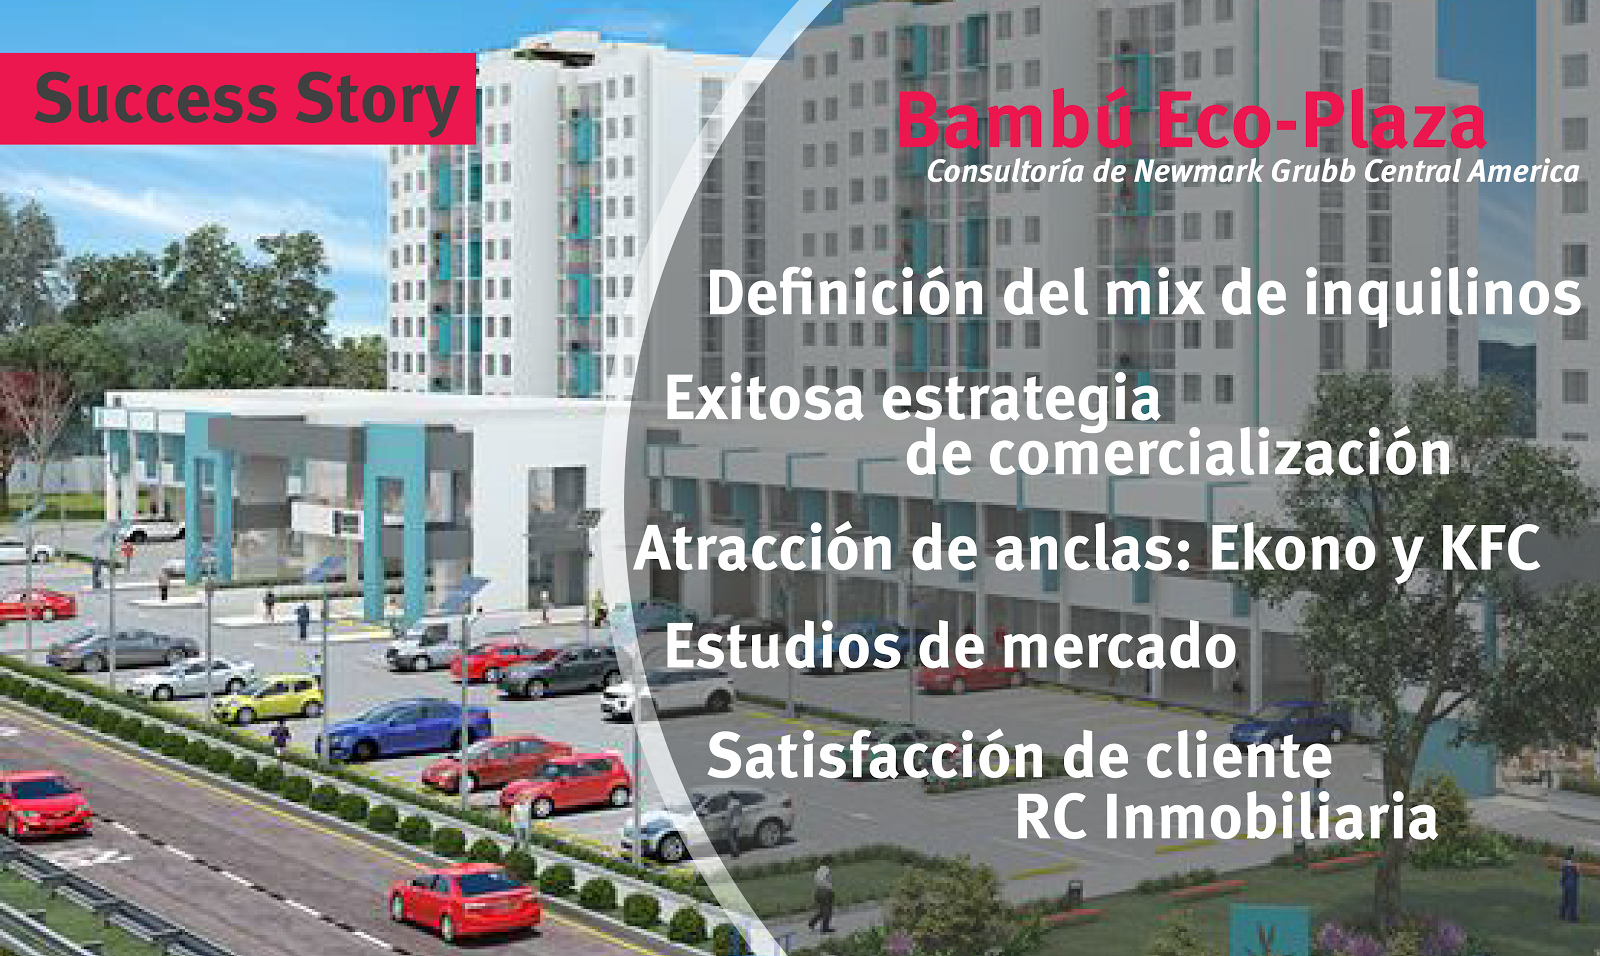 Success Story
Bambú Eco-Plaza
Consultoría de Newmark Grubb Central America
Definición del mix de inquilinos
Exitosa estrategia
de comercialización
Atracción de anclas: Ekono y KFC
Estudios de mercado
Satisfacción de cliente
RC Inmobiliaria